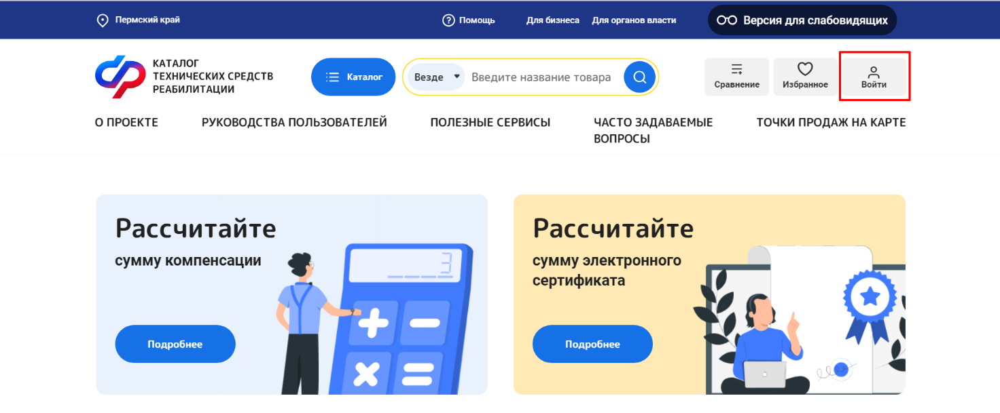 Пермский край
Помощь
Для бизнеса
Для органов власти
Версия для слабовидящих
КАТАЛОГ
ТЕХНИЧЕСКИХ СРЕДСТВ
РЕАБИЛИТАЦИИ
Каталог
Везде
Введите название товара
Сравнение
Избранное
Войти
О ПРОЕКТЕ
РУКОВОДСТВА ПОЛЬЗОВАТЕЛЕЙ
ПОЛЕЗНЫЕ СЕРВИСЫ
ЧАСТО ЗАДАВАЕМЫЕ
ВОПРОСЫ
ТОЧКИ ПРОДАЖ НА КАРТЕ
Рассчитайте
сумму компенсации
3
Подробнее
Рассчитайте
сумму электронного
сертификата
Подробнее